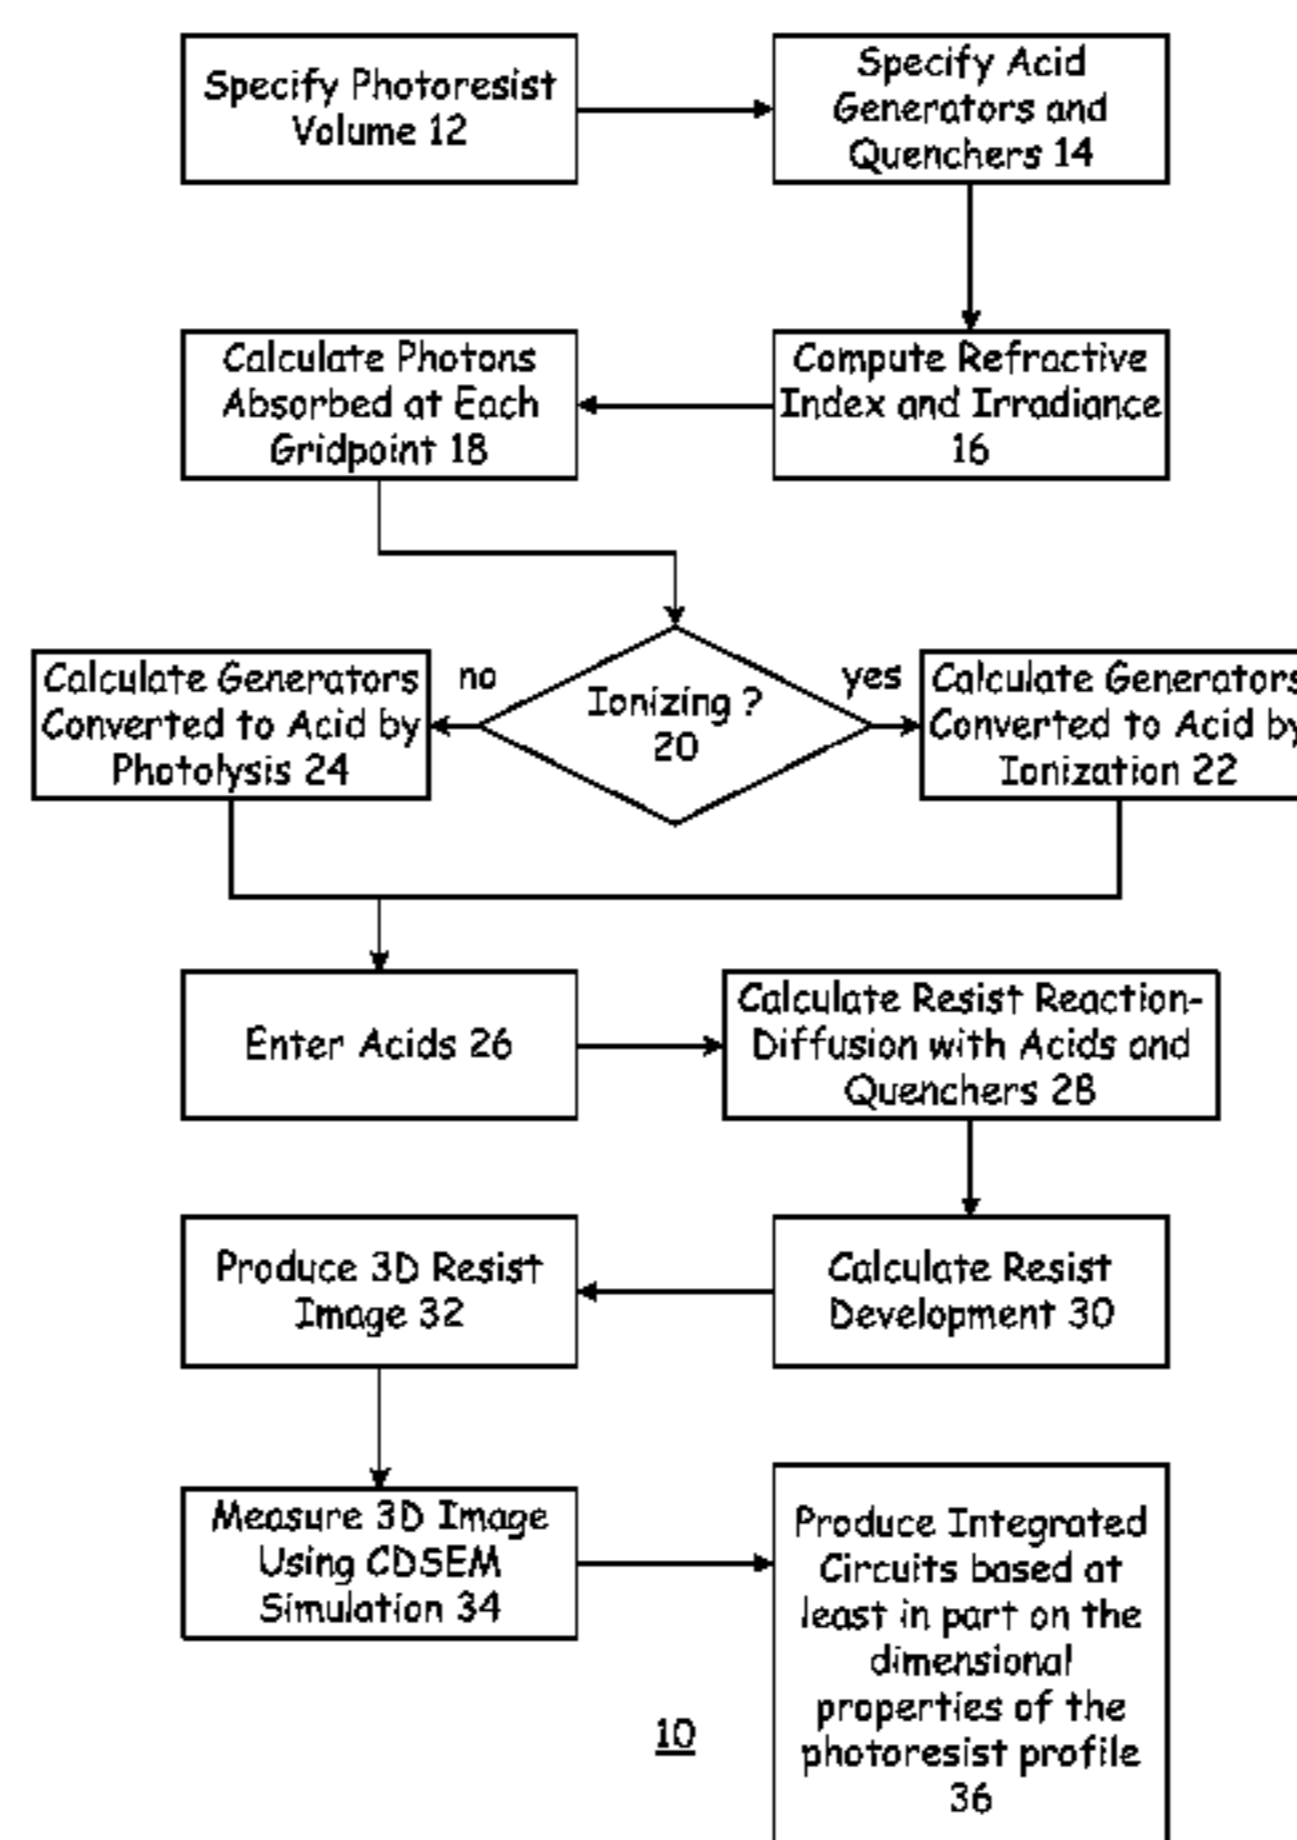 Specify Photoresist
Volume 12
Specify Acid
Generators and
Quenchers 14
Calculate Photons
Absorbed at Each
Gridpoint 18
Compute Refractive
Index and Irradiance
16
Calculate Generators
Converted to Acid by
Photolysis 24
no
Ionizing ?
20
yes
Calculate Generators
Converted to Acid by
Ionization 22
Enter Acids 26
Calculate Resist Reaction-
Diffusion with Acids and
Quenchers 28
Produce 3D Resist
Image 32
Calculate Resist
Development 30
Measure 3D Image
Using CDSEM
Simulation 34
Produce Integrated
Circuits based at
least in part on the
dimensional
properties of the
photoresist profile
36
10